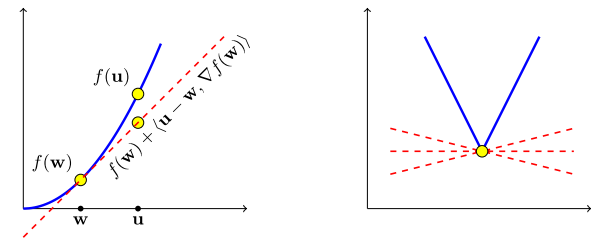 f(𝐮)
f(𝐰) + ⟨𝐮 − 𝐰, ∇f(𝐰)⟩
f(𝐰)
𝐰
𝐮